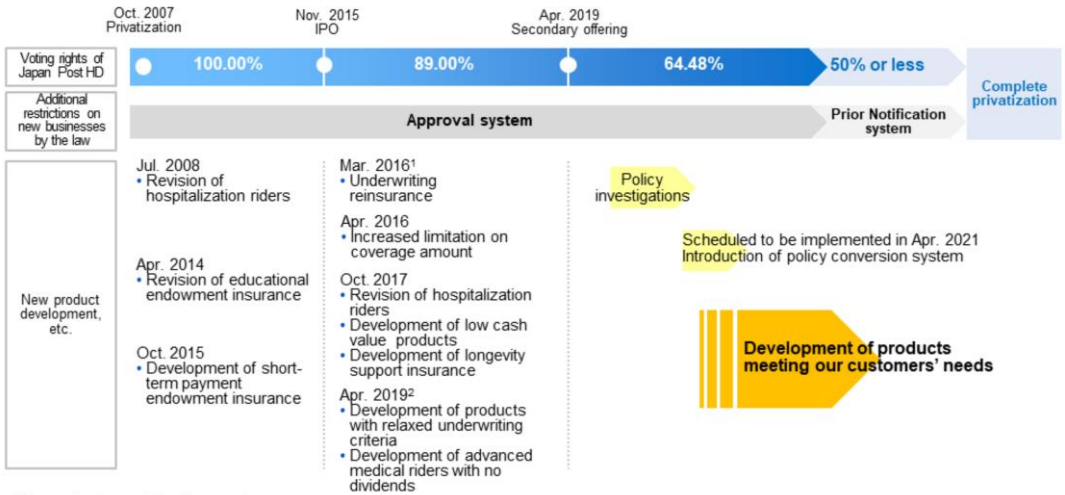 Oct. 2007
Privatization
Nov. 2015
IPO
Apr. 2019
Secondary offering
Voting rights of
Japan Post HD
100.00%
89.00%
64.48%
50% or less
Complete
privatization
Additional
restrictions on
new businesses
by the law
Approval system
Prior Notification
system
New product
development,
etc.
Jul. 2008
• Revision of
hospitalization riders
Apr. 2014
• Revision of educational
endowment insurance
Oct. 2015
• Development of short-
term payment
endowment insurance
Mar. 2016¹
• Underwriting
reinsurance
Apr. 2016
• Increased limitation on
coverage amount
Oct. 2017
• Revision of hospitalization
riders
• Development of low cash
value products
• Development of longevity
support insurance
Apr. 2019²
• Development of products
with relaxed underwriting
criteria
• Development of advanced
medical riders with no
dividends
Policy
investigations
Scheduled to be implemented in Apr. 2021
Introduction of policy conversion system
Development of products
meeting our customers' needs